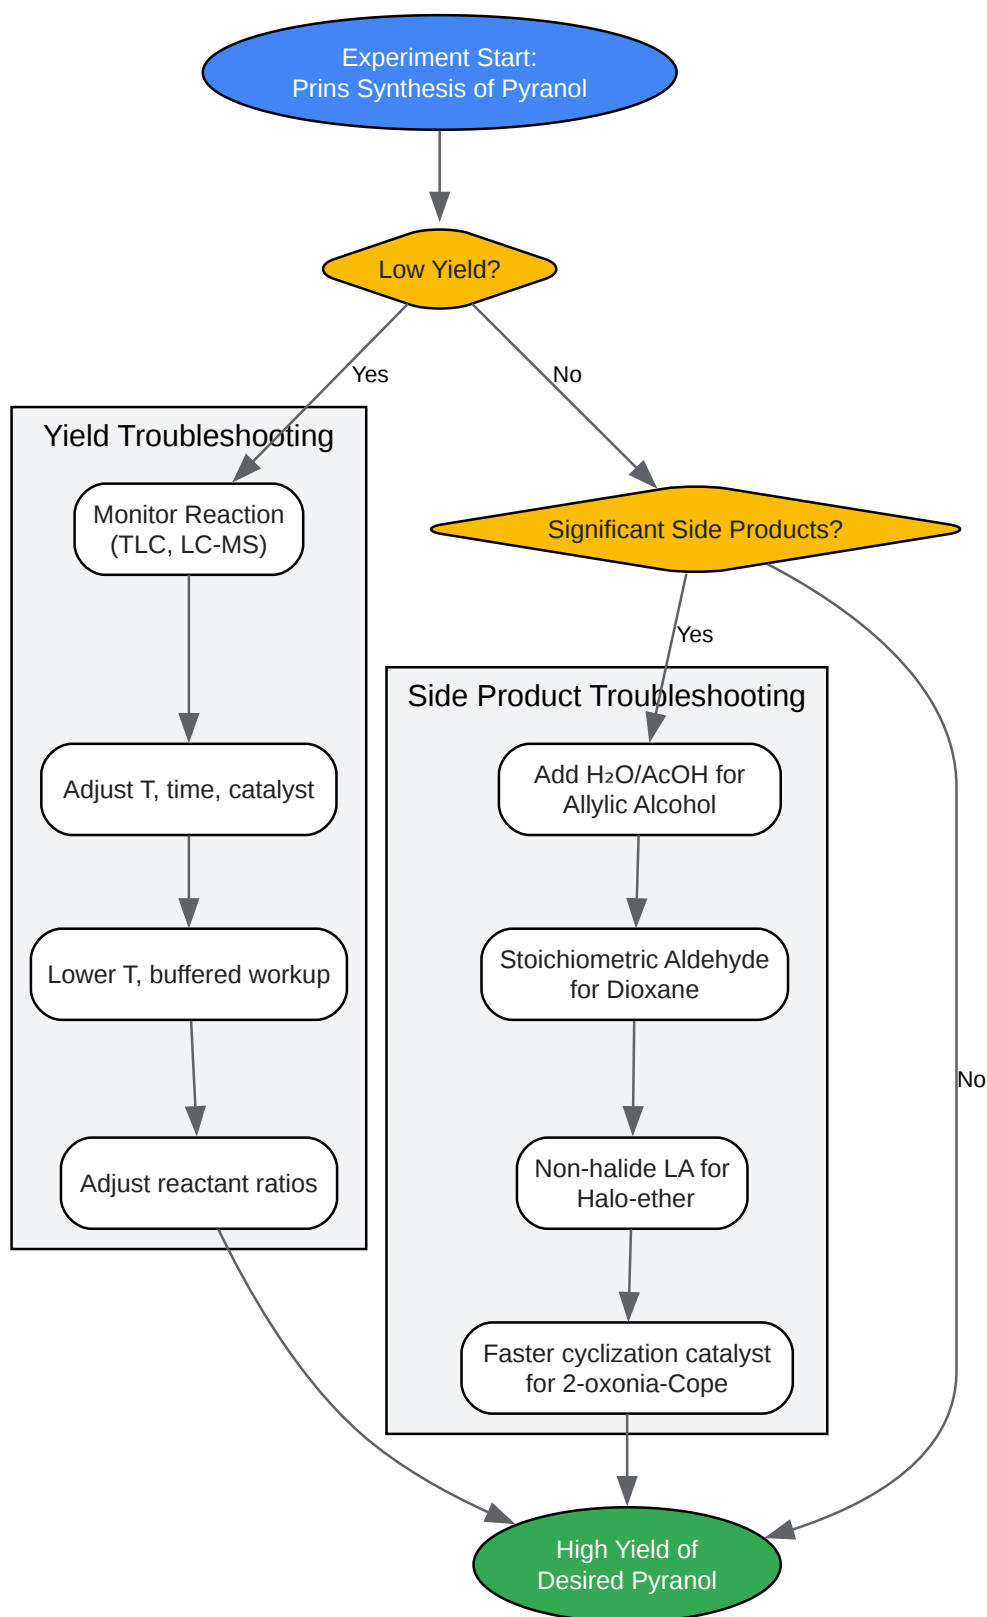 Experiment Start:
Prins Synthesis of Pyranol
Low Yield?
Yes
No
Yield Troubleshooting
Monitor Reaction
(TLC, LC-MS)
Adjust T, time, catalyst
Lower T, buffered workup
Adjust reactant ratios
Significant Side Products?
Yes
No
Side Product Troubleshooting
Add H₂O/AcOH for
Allylic Alcohol
Stoichiometric Aldehyde
for Dioxane
Non-halide LA for
Halo-ether
Faster cyclization catalyst
for 2-oxonia-Cope
High Yield of
Desired Pyranol